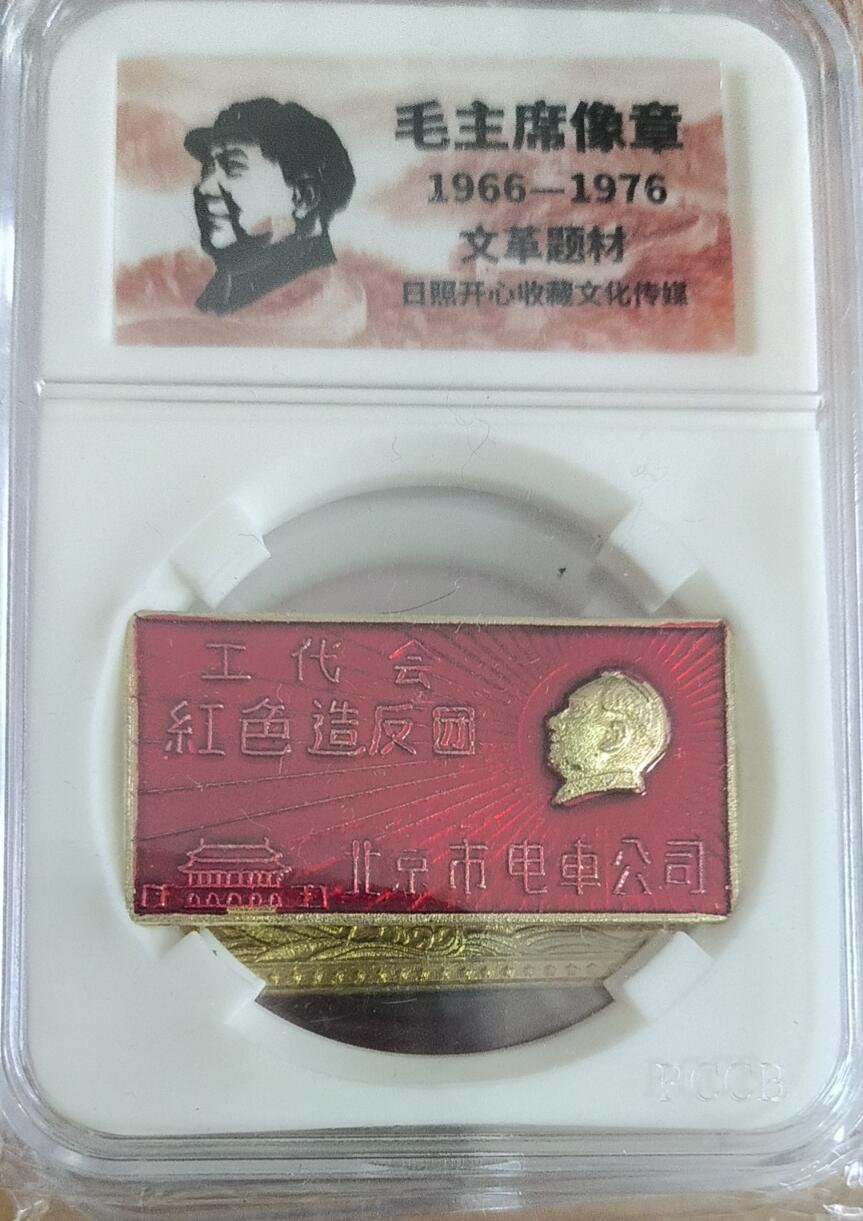 毛主席像章
1966—1976
文革题材
日照开心收藏文化传媒
工代会
紅色造反团
北京市电車公司
PCCB